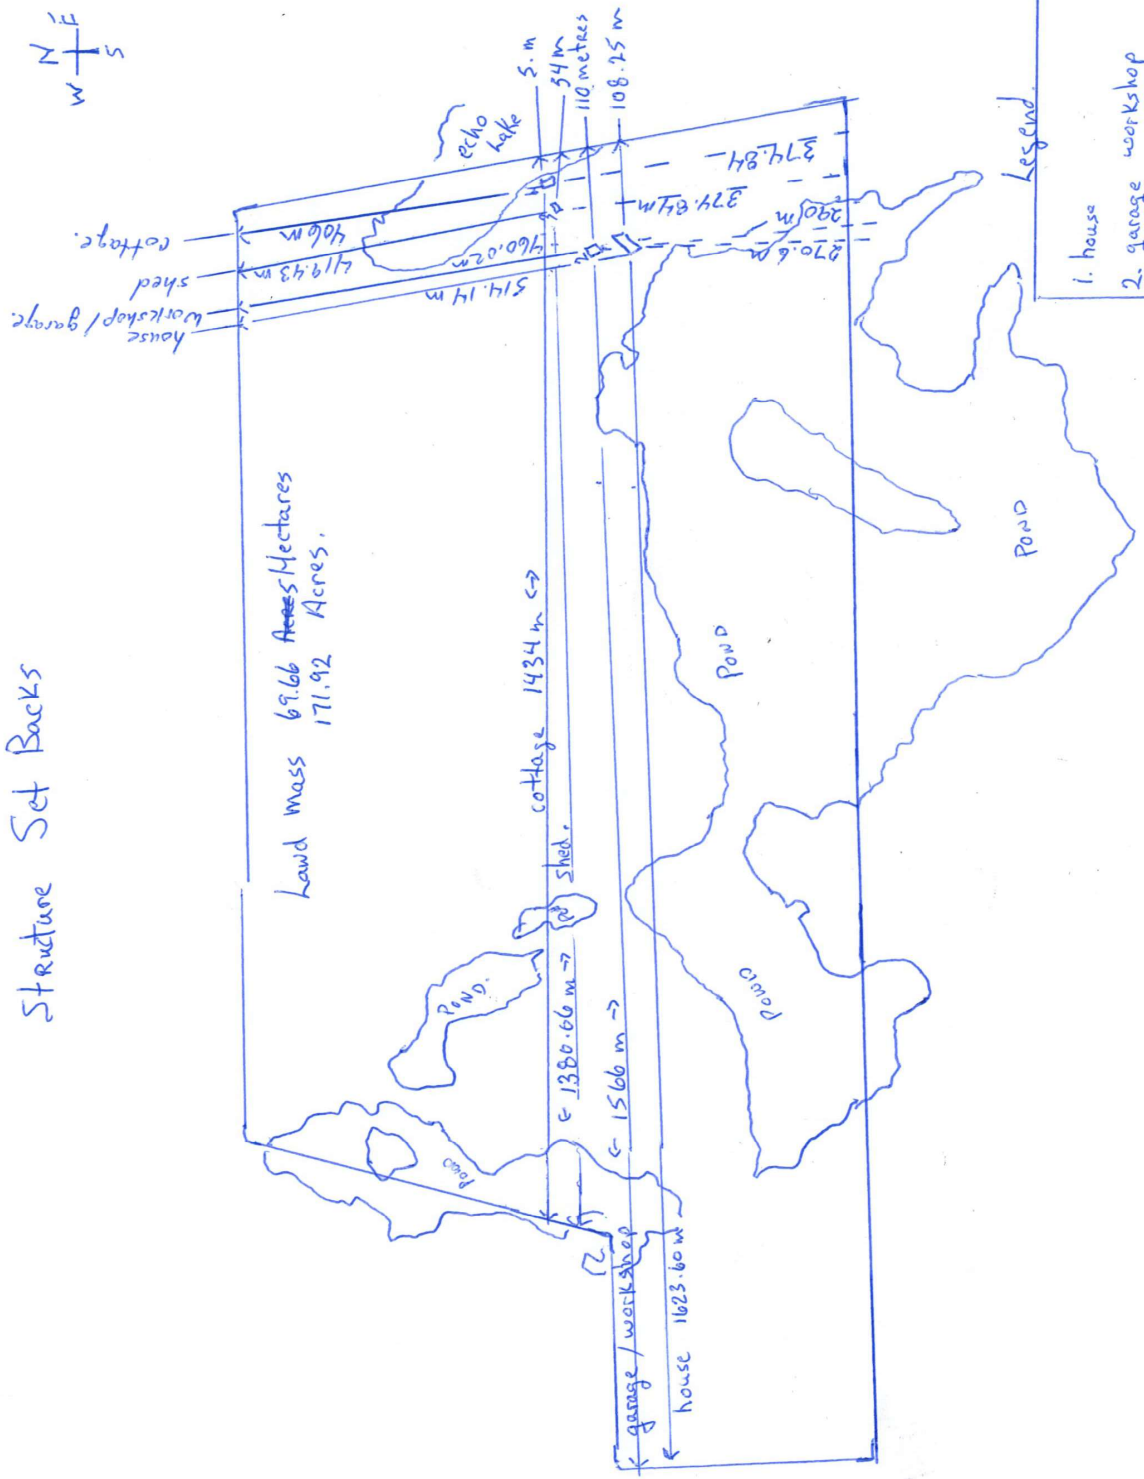 Structure Set Backs
N
W
E
S
Land mass 69.66 Acres Hectares
171.92 Acres.
cottage.
shed
workshop/garage.
house
406 m
419.43 m
460.02 m
514.14 m
echo
Lake
5.m
54 m
110 metres
108.25 m
374.84
374.84 m
290 m
270.6 m
cottage 1434 m <->
shed.
POND.
← 1380.66 m →
← 1566 m →
POND
garage / workshop
house 1623.60 m
POND
POND
POND
Legend
1. house
2. garage workshop